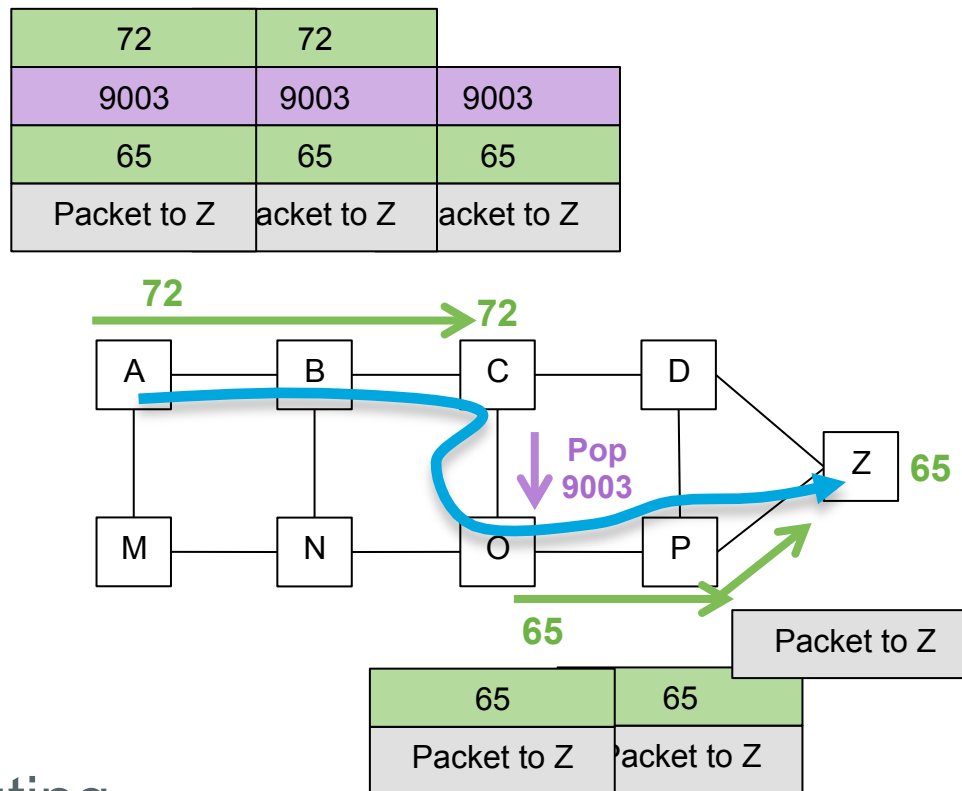 72 72
9003 9003 9003
65 65 65
Packet to Z acket to Z acket to Z
72
72
A B C D
Pop
9003
Z 65
M N O P
65
Packet to Z
65 65
Packet to Z Packet to Z